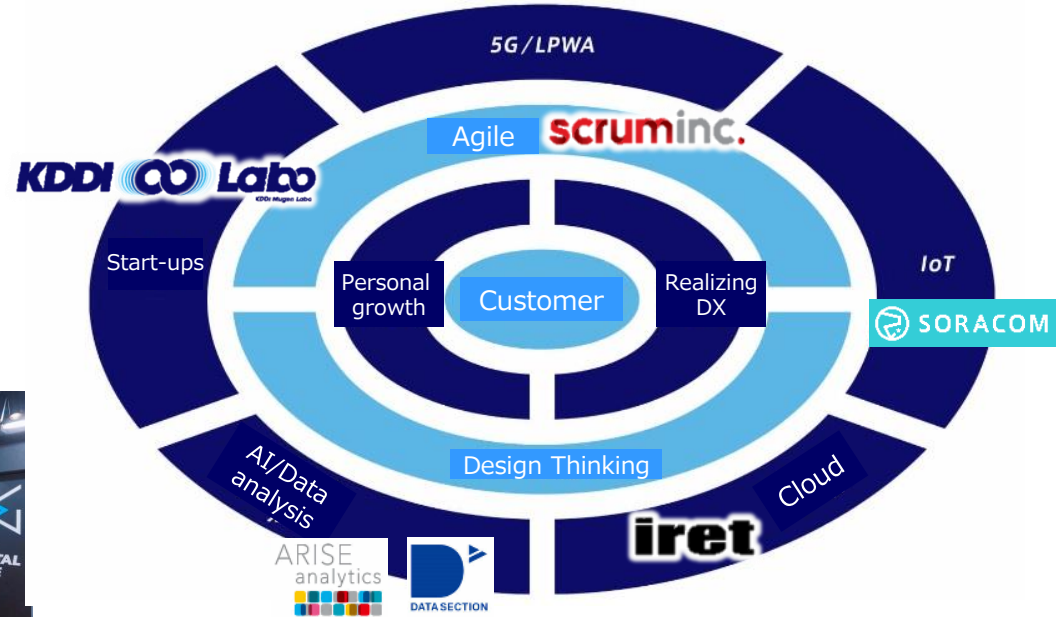 5G/LPWA
Agile
scruminc.
KDDI ∞ Labo
KDDI Mugen Labo
Start-ups
IoT
SORACOM
Personal
growth
Customer
Realizing
DX
Design Thinking
AI/Data
analysis
Cloud
iret
ARISE
analytics
DATA SECTION
TAL